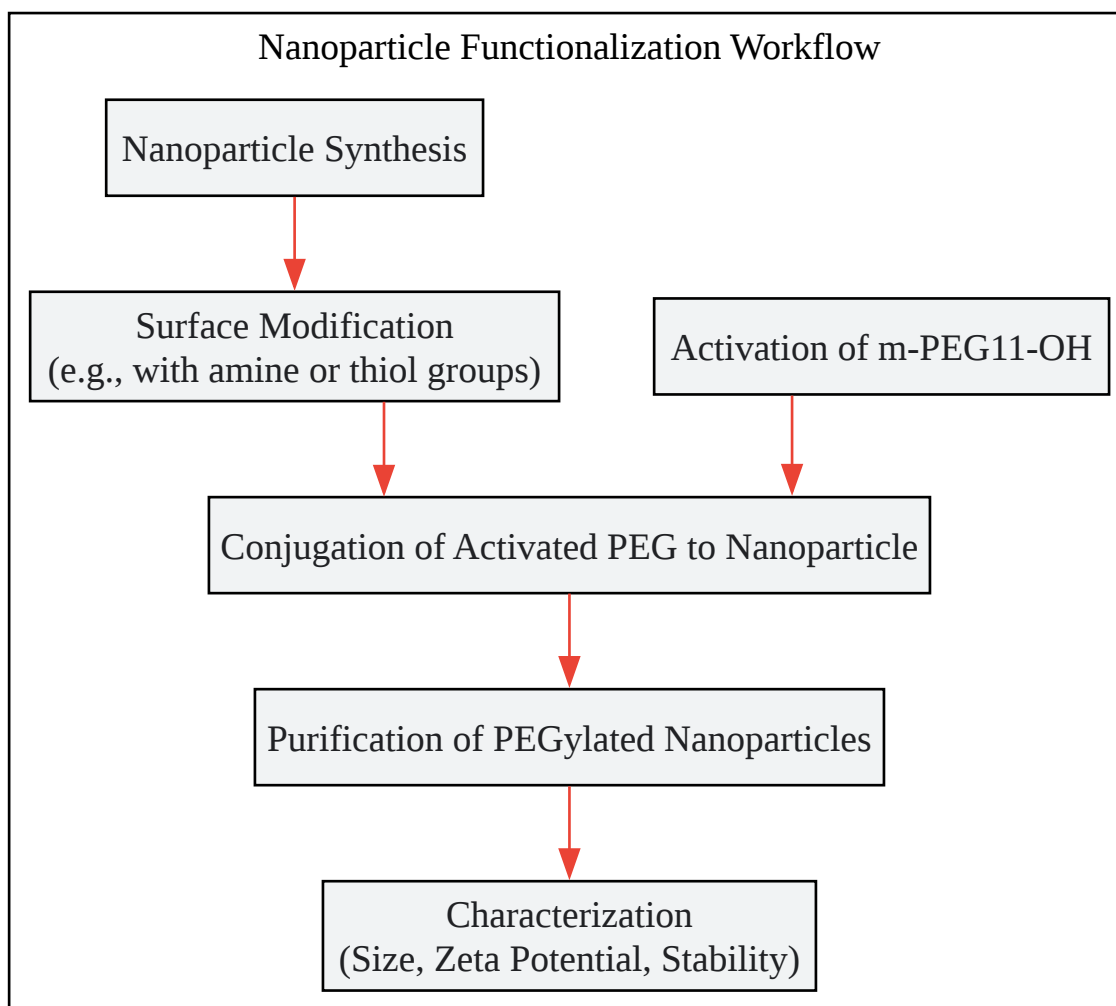 Nanoparticle Functionalization Workflow
Nanoparticle Synthesis
Surface Modification
(e.g., with amine or thiol groups)
Activation of m-PEG11-OH
Conjugation of Activated PEG to Nanoparticle
Purification of PEGylated Nanoparticles
Characterization
(Size, Zeta Potential, Stability)